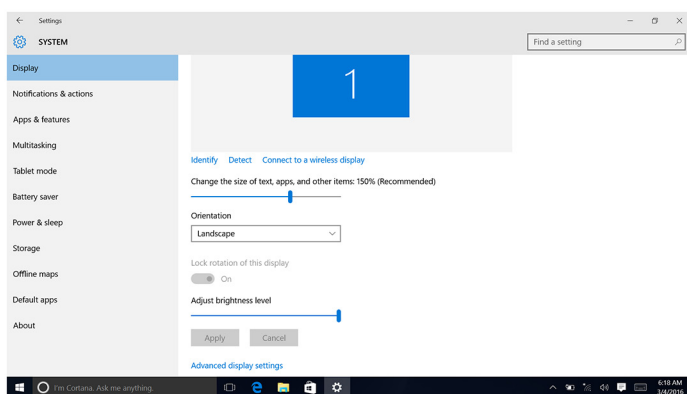 Settings
SYSTEM
Find a setting
Display
Notifications & actions
Apps & features
Multitasking
Tablet mode
Battery saver
Power & sleep
Storage
Offline maps
Default apps
About
1
Identify Detect Connect to a wireless display
Change the size of text, apps, and other items: 150% (Recommended)
Orientation
Landscape
Lock rotation of this display
On
Adjust brightness level
Apply Cancel
Advanced display settings
I'm Cortana. Ask me anything.
6:18 AM
3/4/2016